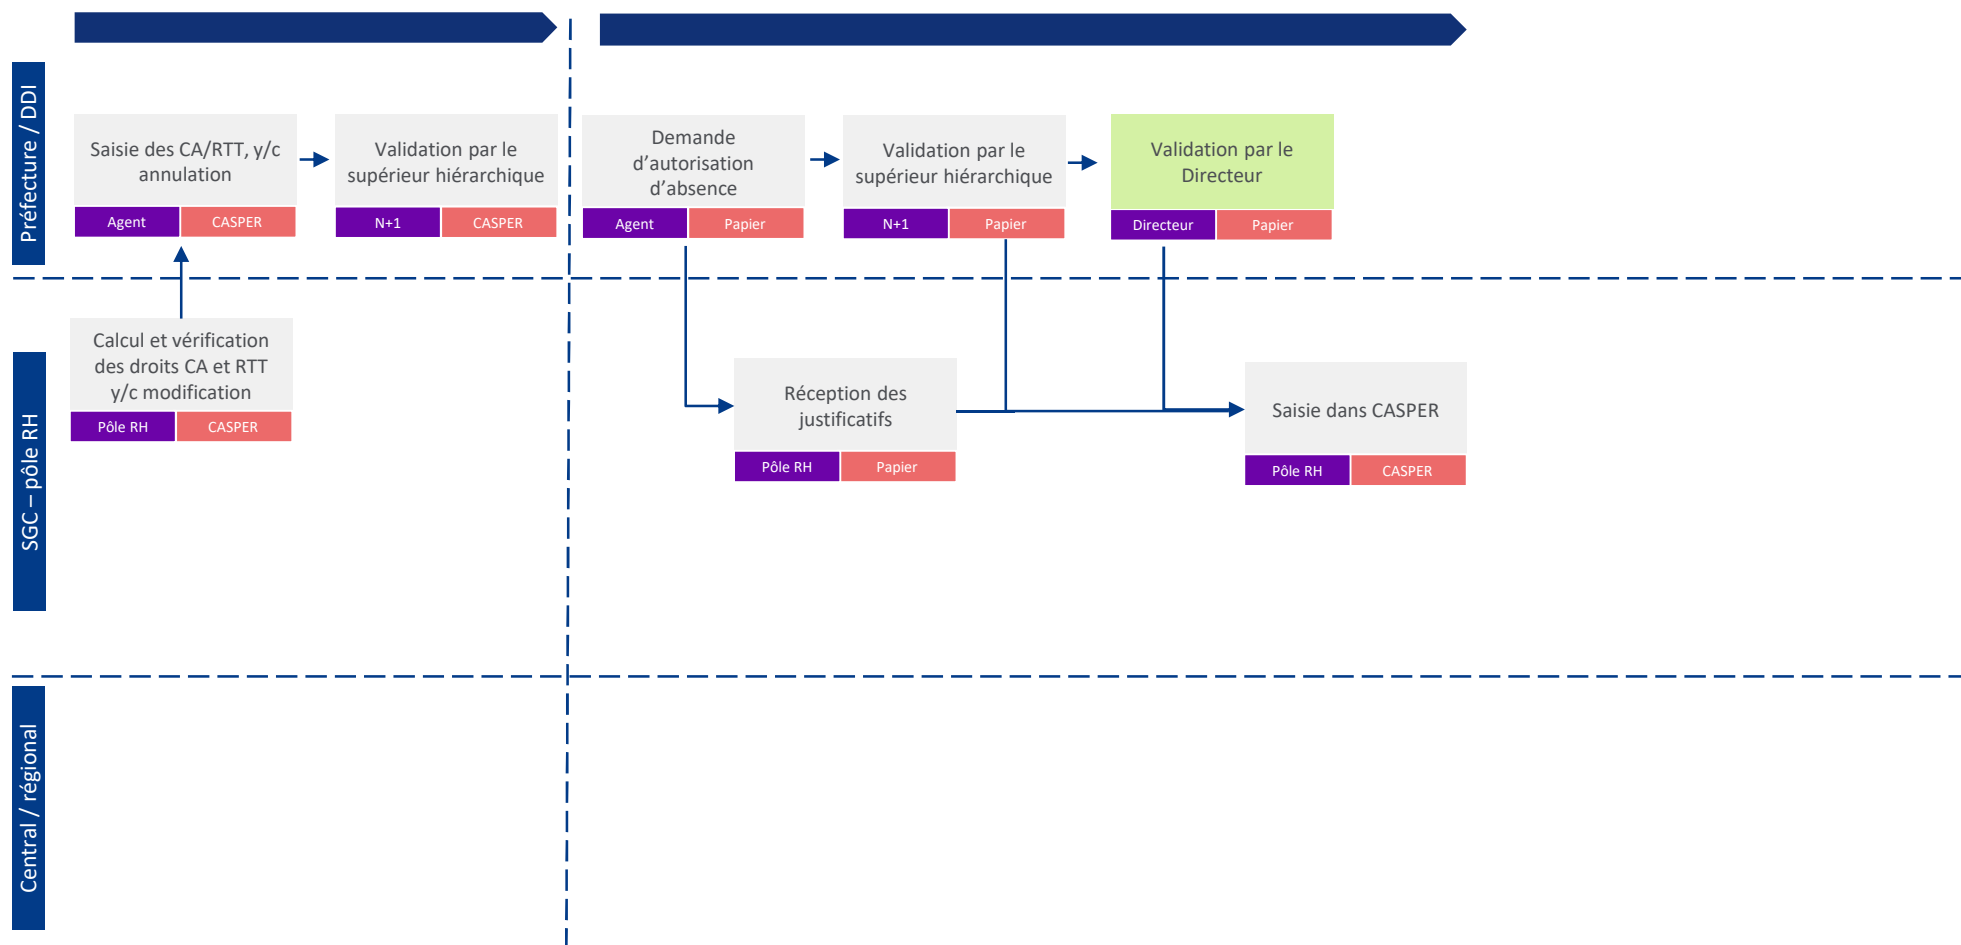 Préfecture / DDI
Saisie des CA/RTT, y/c
annulation
Agent
CASPER
Validation par le
supérieur hiérarchique
N+1
CASPER
Demande
d’autorisation
d’absence
Agent
Papier
Validation par le
supérieur hiérarchique
N+1
Papier
Validation par le
Directeur
Directeur
Papier
SGC – pôle RH
Calcul et vérification
des droits CA et RTT
y/c modification
Pôle RH
CASPER
Réception des
justificatifs
Pôle RH
Papier
Saisie dans CASPER
Pôle RH
CASPER
Central / régional